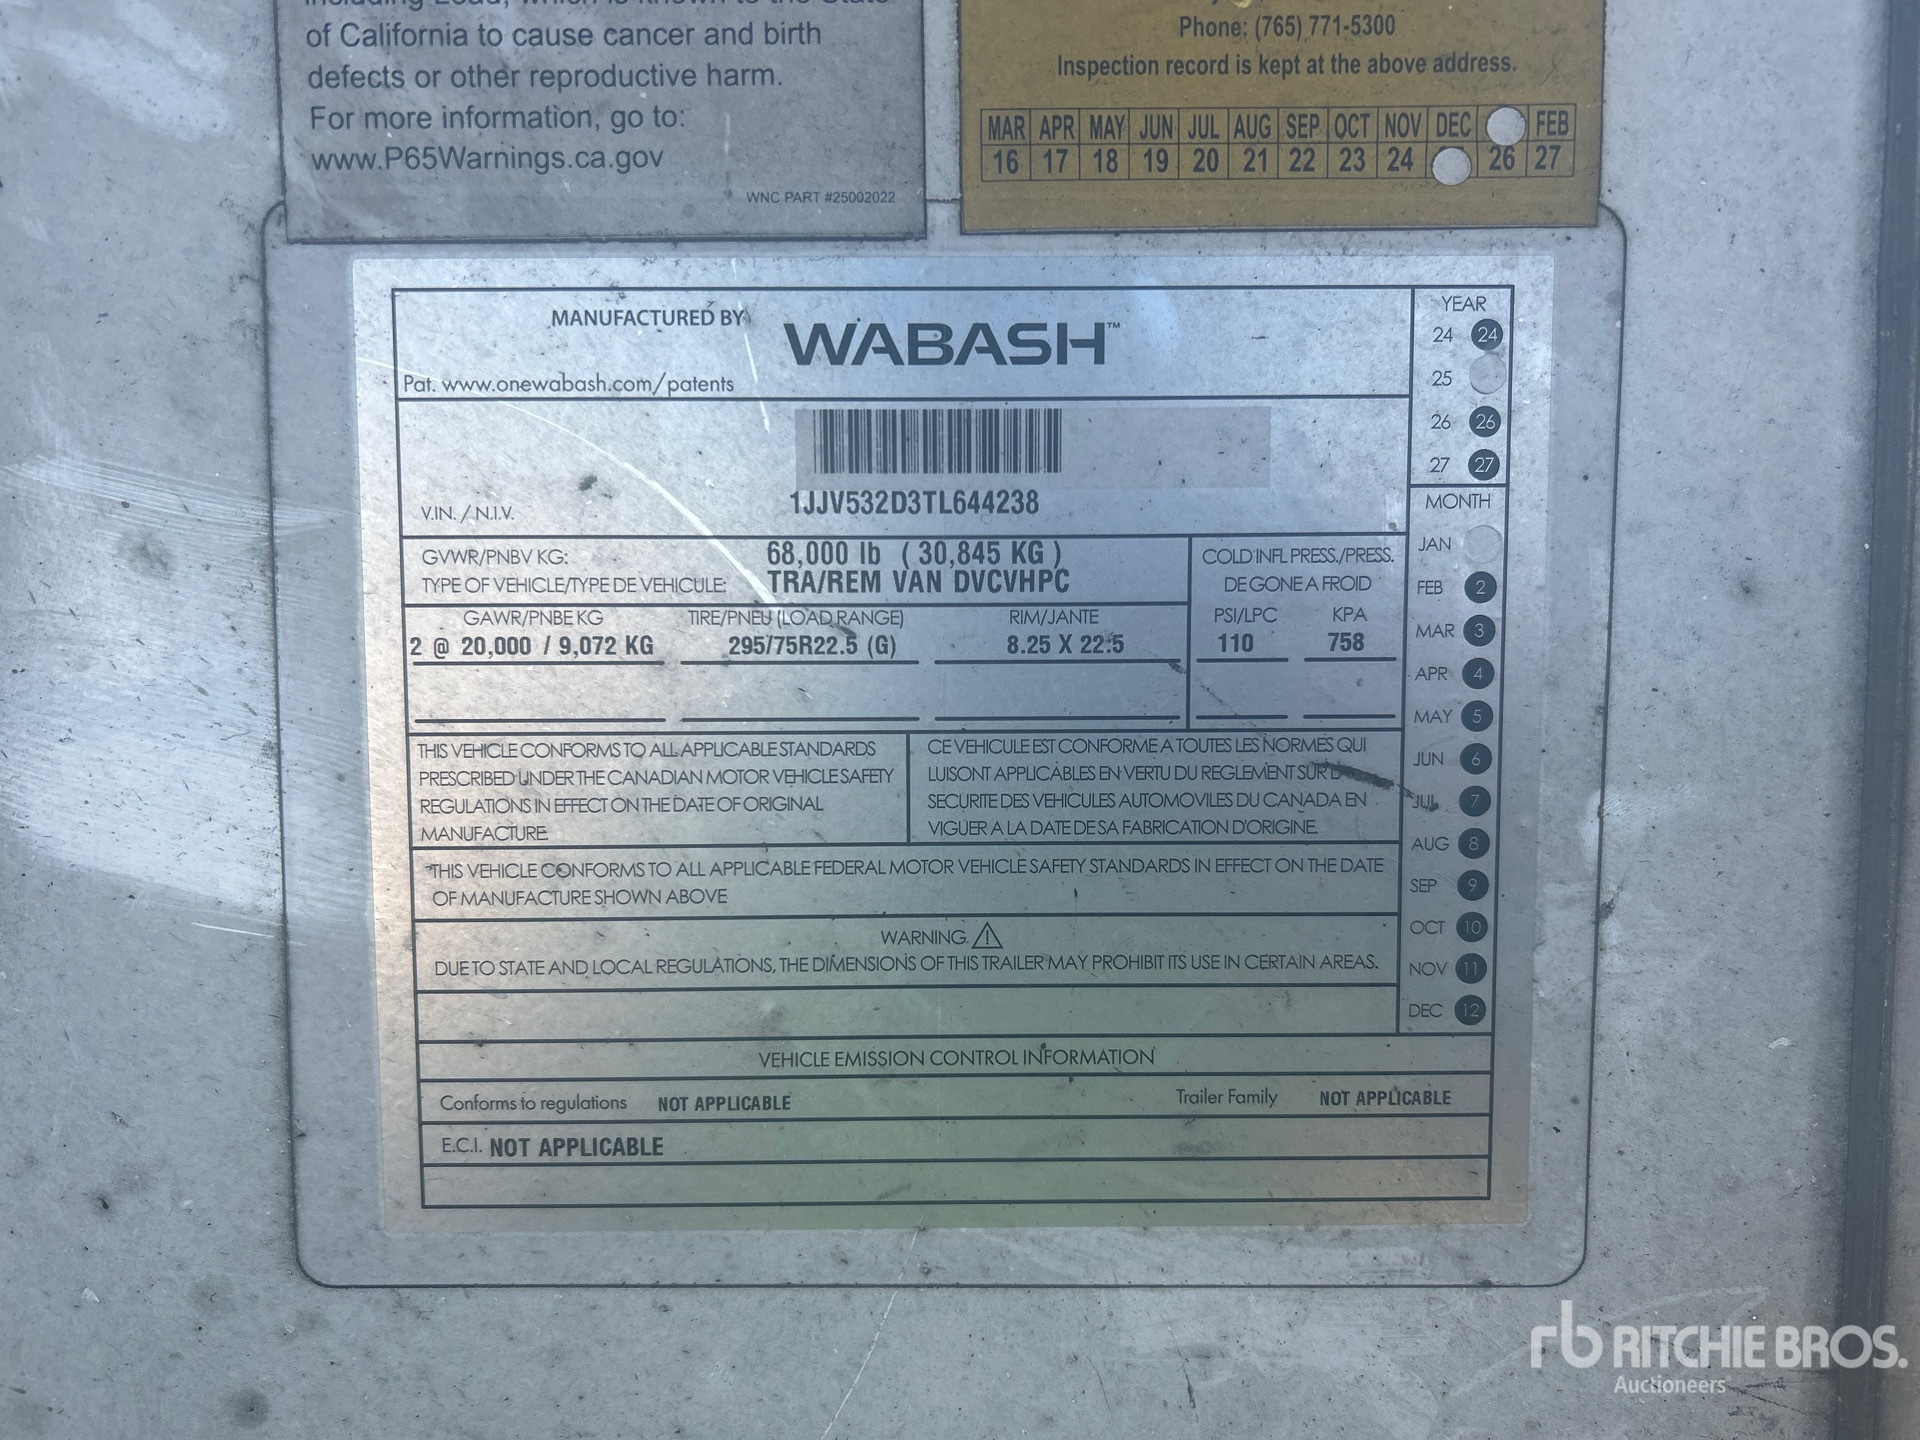 including Lead, which is known to the State
of California to cause cancer and birth
defects or other reproductive harm.
For more information, go to:
www.P65Warnings.ca.gov
WNC PART #25002022
Phone: (765) 771-5300
Inspection record is kept at the above address.
MAR APR MAY JUN JUL AUG SEP OCT NOV DEC FEB
16 17 18 19 20 21 22 23 24 26 27
MANUFACTURED BY WABASH™
Pat. www.onewabash.com/patents
V.I.N. / N.I.V. 1JJV532D3TL644238
GVWR/PNBV KG: 68,000 lb ( 30,845 KG )
TYPE OF VEHICLE/TYPE DE VEHICULE: TRA/REM VAN DVCVHPC
COLD INFL PRESS./PRESS.
DE GONE A FROID
GAWR/PNBE KG TIRE/PNEU (LOAD RANGE) RIM/JANTE PSI/LPC KPA
2 @ 20,000 / 9,072 KG 295/75R22.5 (G) 8.25 X 22.5 110 758
THIS VEHICLE CONFORMS TO ALL APPLICABLE STANDARDS
PRESCRIBED UNDER THE CANADIAN MOTOR VEHICLE SAFETY
REGULATIONS IN EFFECT ON THE DATE OF ORIGINAL
MANUFACTURE.
CE VEHICULE EST CONFORME A TOUTES LES NORMES QUI
LUISONT APPLICABLES EN VERTU DU REGLEMENT SUR
SECURITE DES VEHICULES AUTOMOVILES DU CANADA EN
VIGUER A LA DATE DE SA FABRICATION D'ORIGINE.
THIS VEHICLE CONFORMS TO ALL APPLICABLE FEDERAL MOTOR VEHICLE SAFETY STANDARDS IN EFFECT ON THE DATE
OF MANUFACTURE SHOWN ABOVE
WARNING
DUE TO STATE AND LOCAL REGULATIONS, THE DIMENSIONS OF THIS TRAILER MAY PROHIBIT ITS USE IN CERTAIN AREAS.
VEHICLE EMISSION CONTROL INFORMATION
Conforms to regulations NOT APPLICABLE Trailer Family NOT APPLICABLE
E.C.I. NOT APPLICABLE
YEAR
24 24
25
26 26
27 27
MONTH
JAN
FEB 2
MAR 3
APR 4
MAY 5
JUN 6
JUL 7
AUG 8
SEP 9
OCT 10
NOV 11
DEC 12
rb RITCHIE BROS.
Auctioneers